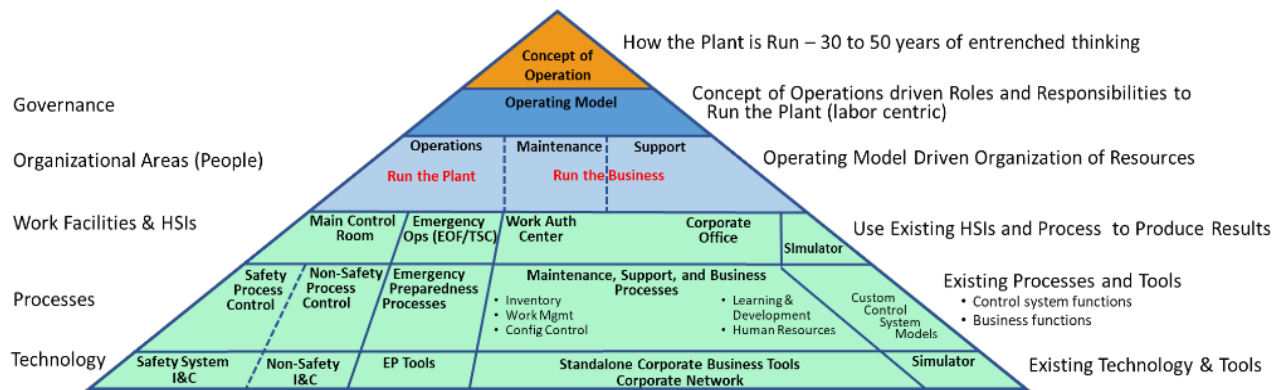 Concept of
Operation
How the Plant is Run – 30 to 50 years of entrenched thinking
Governance
Operating Model
Concept of Operations driven Roles and Responsibilities to
Run the Plant (labor centric)
Organizational Areas (People)
Operations
Maintenance
Support
Run the Plant
Run the Business
Operating Model Driven Organization of Resources
Work Facilities & HSIs
Main Control
Room
Emergency
Ops (EOF/TSC)
Work Auth
Center
Corporate
Office
Simulator
Use Existing HSIs and Process to Produce Results
Processes
Safety
Process
Control
Non-Safety
Process
Control
Emergency
Preparedness
Processes
Maintenance, Support, and Business
Processes
• Inventory
• Work Mgmt
• Config Control
• Learning &
Development
• Human Resources
Custom
Control
System
Models
Existing Processes and Tools
• Control system functions
• Business functions
Technology
Safety System
I&C
Non-Safety
I&C
EP Tools
Standalone Corporate Business Tools
Corporate Network
Simulator
Existing Technology & Tools